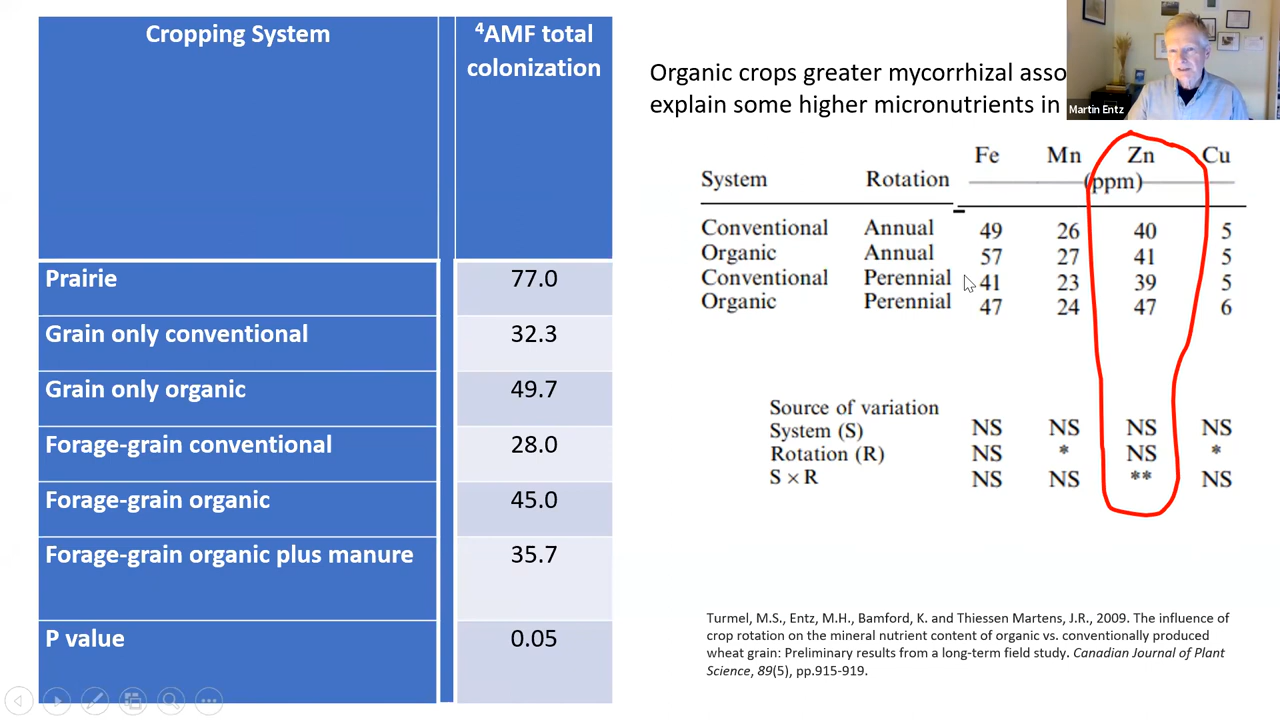 Cropping System
⁴AMF total
colonization
Prairie 77.0
Grain only conventional 32.3
Grain only organic 49.7
Forage-grain conventional 28.0
Forage-grain organic 45.0
Forage-grain organic plus manure 35.7
P value 0.05
Organic crops greater mycorrhizal asso
explain some higher micronutrients in
Martin Entz
Fe Mn Zn Cu
System Rotation (ppm)
Conventional Annual 49 26 40 5
Organic Annual 57 27 41 5
Conventional Perennial 41 23 39 5
Organic Perennial 47 24 47 6
Source of variation
System (S) NS NS NS NS
Rotation (R) NS * NS *
S × R NS NS ** NS
Turmel, M.S., Entz, M.H., Bamford, K. and Thiessen Martens, J.R., 2009. The influence of
crop rotation on the mineral nutrient content of organic vs. conventionally produced
wheat grain: Preliminary results from a long-term field study. Canadian Journal of Plant
Science, 89(5), pp.915-919.